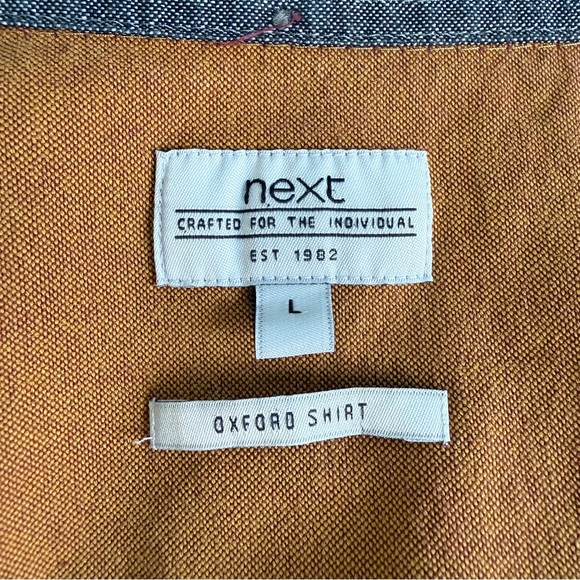 next
CRAFTED FOR THE INDIVIDUAL
EST 1982
L
OXFORD SHIRT